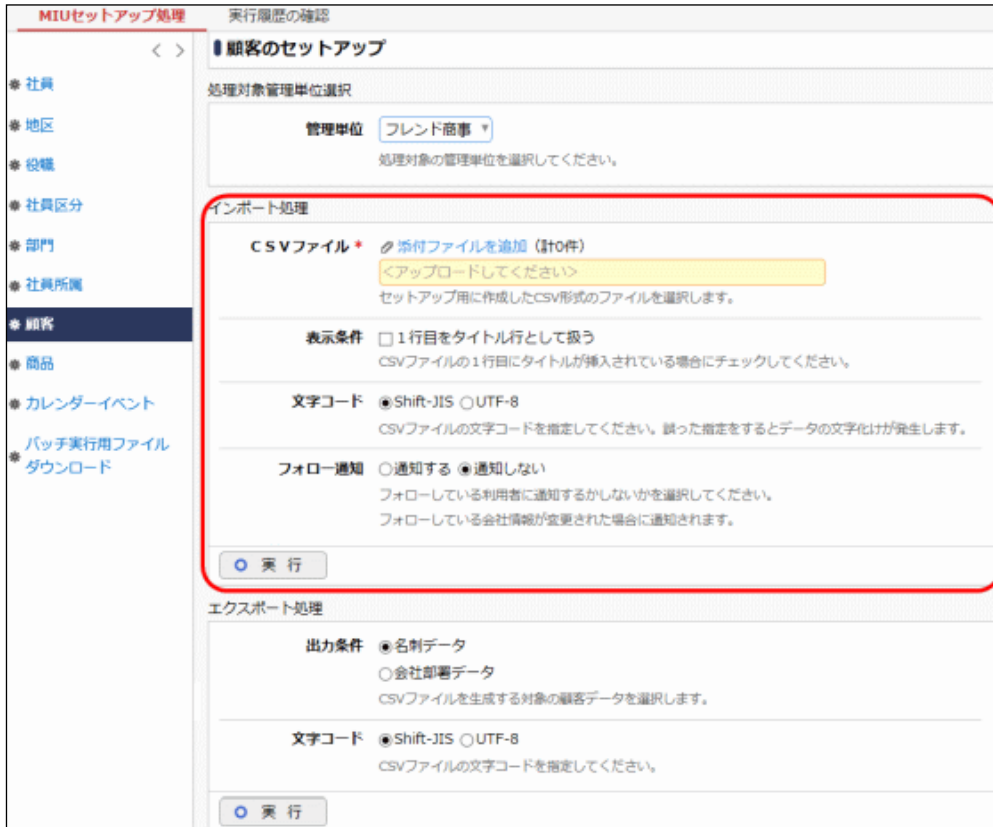 MIUセットアップ処理 実行履歴の確認
< >
顧客のセットアップ
社員
地区
役職
社員区分
部門
社員所属
顧客
商品
カレンダーイベント
バッチ実行用ファイル
ダウンロード
処理対象管理単位選択
管理単位 フレンド商事
処理対象の管理単位を選択してください。
インポート処理
CSVファイル * 添付ファイルを追加 (計0件)
<アップロードしてください>
セットアップ用に作成したCSV形式のファイルを選択します。
表示条件 1行目をタイトル行として扱う
CSVファイルの1行目にタイトルが挿入されている場合にチェックしてください。
文字コード Shift-JIS UTF-8
CSVファイルの文字コードを指定してください。誤った指定をするとデータの文字化けが発生します。
フォロー通知 通知する 通知しない
フォローしている利用者に通知するかしないかを選択してください。
フォローしている会社情報が変更された場合に通知されます。
実行
エクスポート処理
出力条件 名刺データ
会社部署データ
CSVファイルを生成する対象の顧客データを選択します。
文字コード Shift-JIS UTF-8
CSVファイルの文字コードを指定してください。
実行